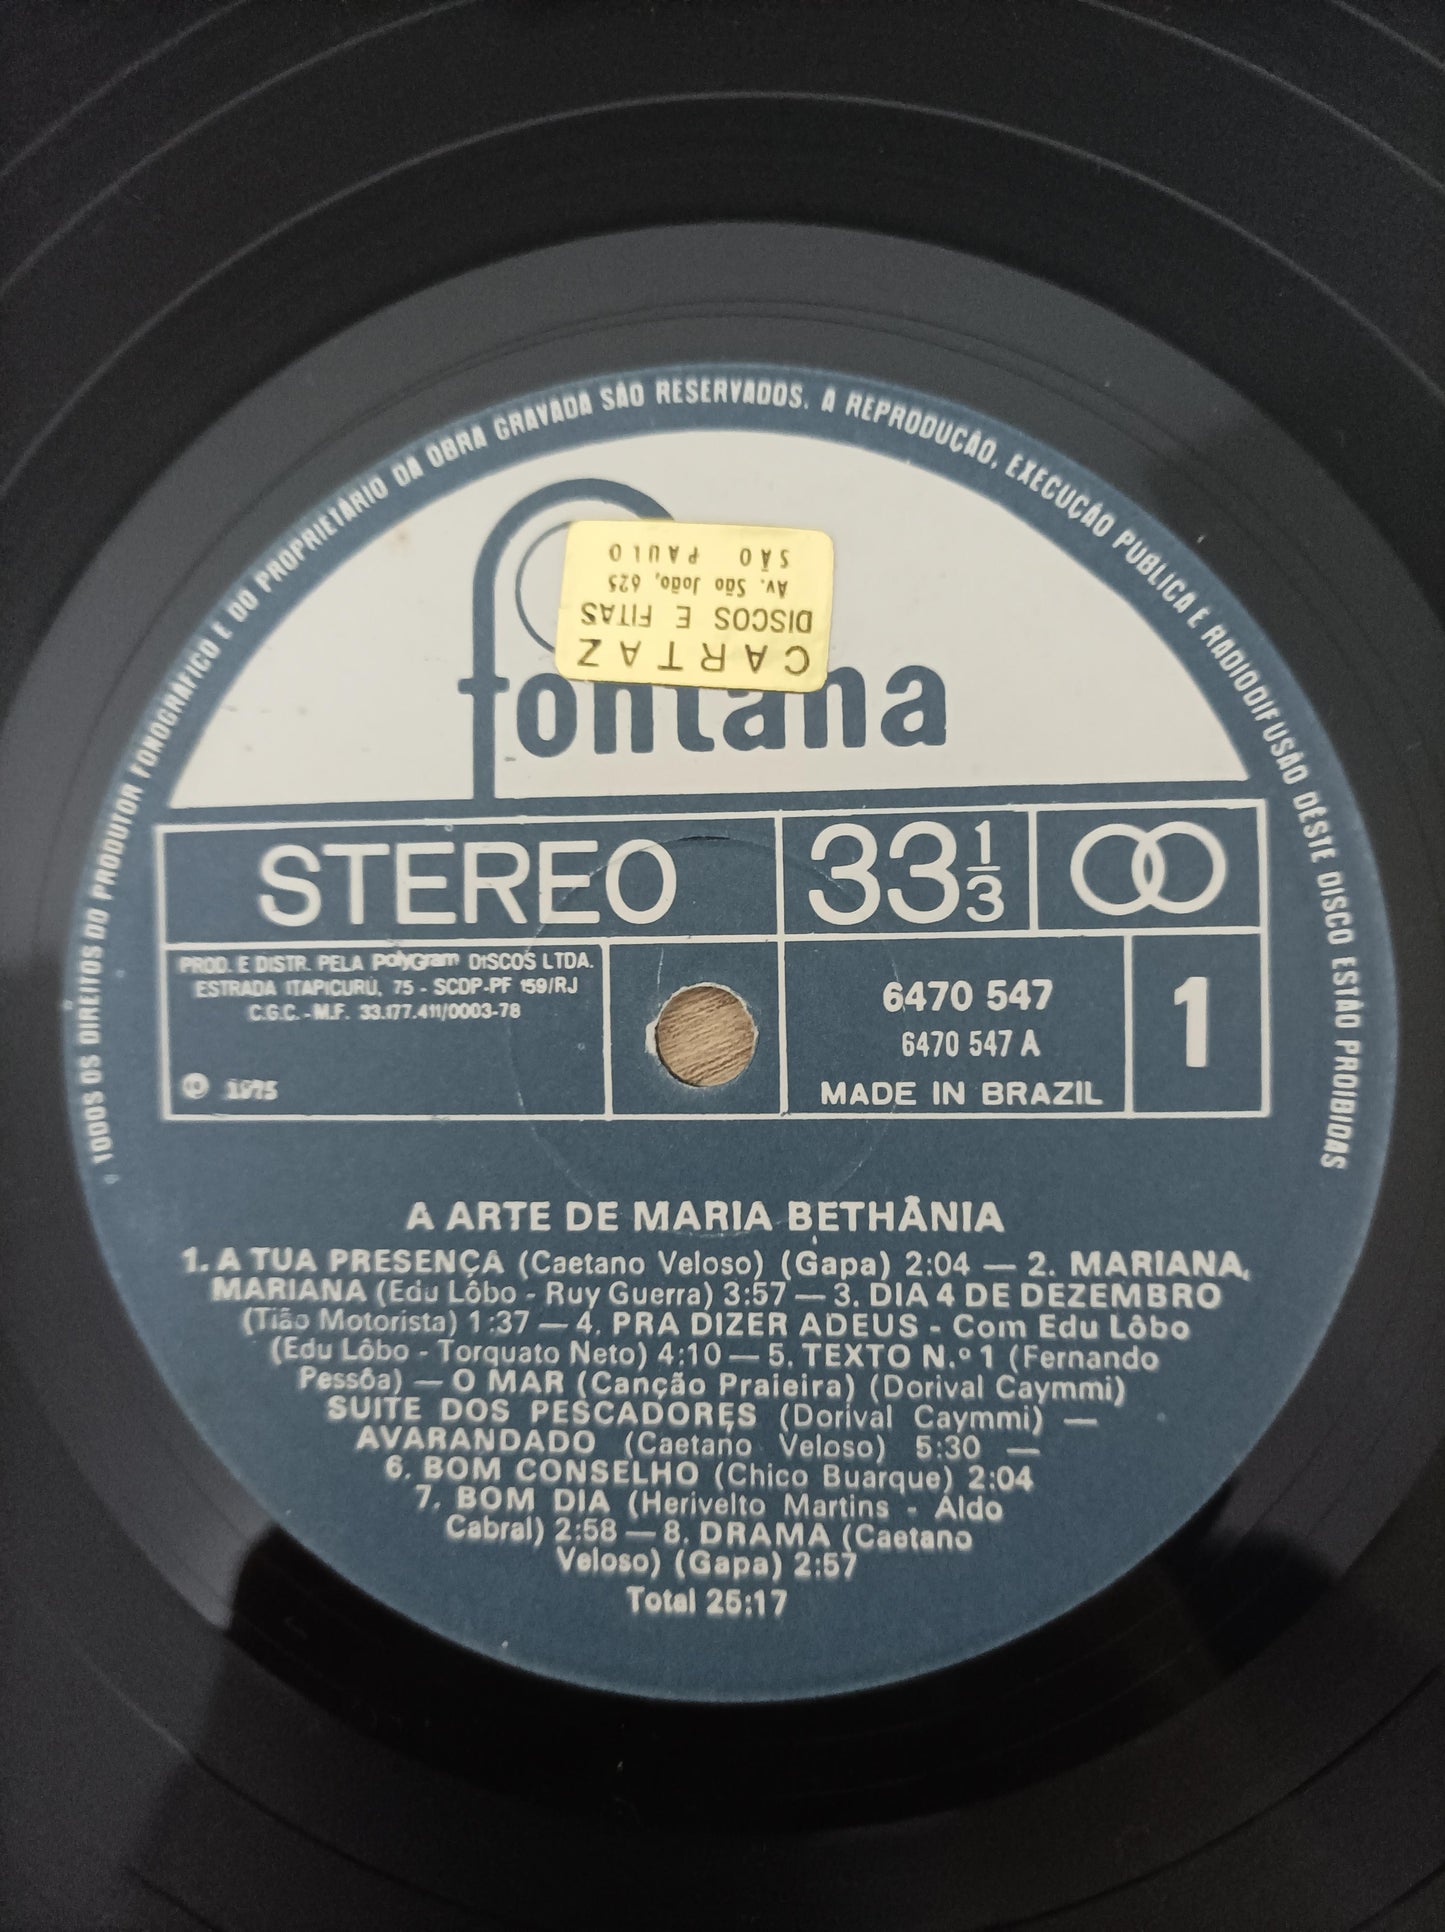 TODOS OS DIREITOS DO PRODUTOR FONOGRÁFICO E DO PROPRIETÁRIO DA OBRA GRAVADA SÃO RESERVADOS. A REPRODUÇÃO, EXECUÇÃO PÚBLICA E RADIODIFUSÃO DÊSTE DISCO ESTÃO PROIBIDAS
CARTAZ
DISCOS E FITAS
Av. São João, 625
SÃO PAULO
fontana
STEREO
33 1/3
PROD. E DISTR. PELA PolyGram DISCOS LTDA.
ESTRADA ITAPICURU, 75 - SCDP-PF 159/RJ
C.G.C. - M.F. 33.177.411/0003-78
℗ 1975
6470 547
6470 547 A
MADE IN BRAZIL
1
A ARTE DE MARIA BETHÂNIA
1. A TUA PRESENÇA (Caetano Veloso) (Gapa) 2:04 — 2. MARIANA,
MARIANA (Edu Lôbo - Ruy Guerra) 3:57 — 3. DIA 4 DE DEZEMBRO
(Tião Motorista) 1:37 — 4. PRA DIZER ADEUS - Com Edu Lôbo
(Edu Lôbo - Torquato Neto) 4:10 — 5. TEXTO N.º 1 (Fernando
Pessôa) — O MAR (Canção Praieira) (Dorival Caymmi)
SUITE DOS PESCADORES (Dorival Caymmi) —
AVARANDADO (Caetano Veloso) 5:30 —
6. BOM CONSELHO (Chico Buarque) 2:04
7. BOM DIA (Herivelto Martins - Aldo
Cabral) 2:58 — 8. DRAMA (Caetano
Veloso) (Gapa) 2:57
Total 25:17